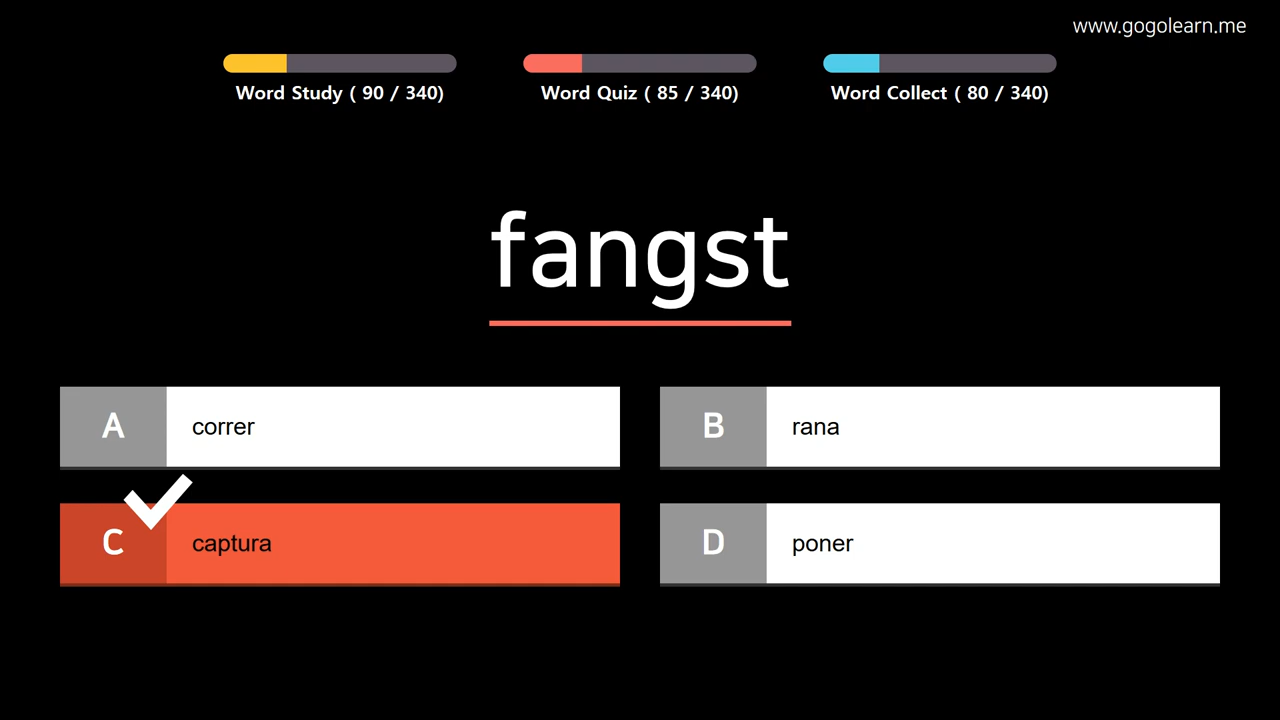 www.gogolearn.me
Word Study ( 90 / 340)
Word Quiz ( 85 / 340)
Word Collect ( 80 / 340)
fangst
A correr
B rana
C captura
D poner